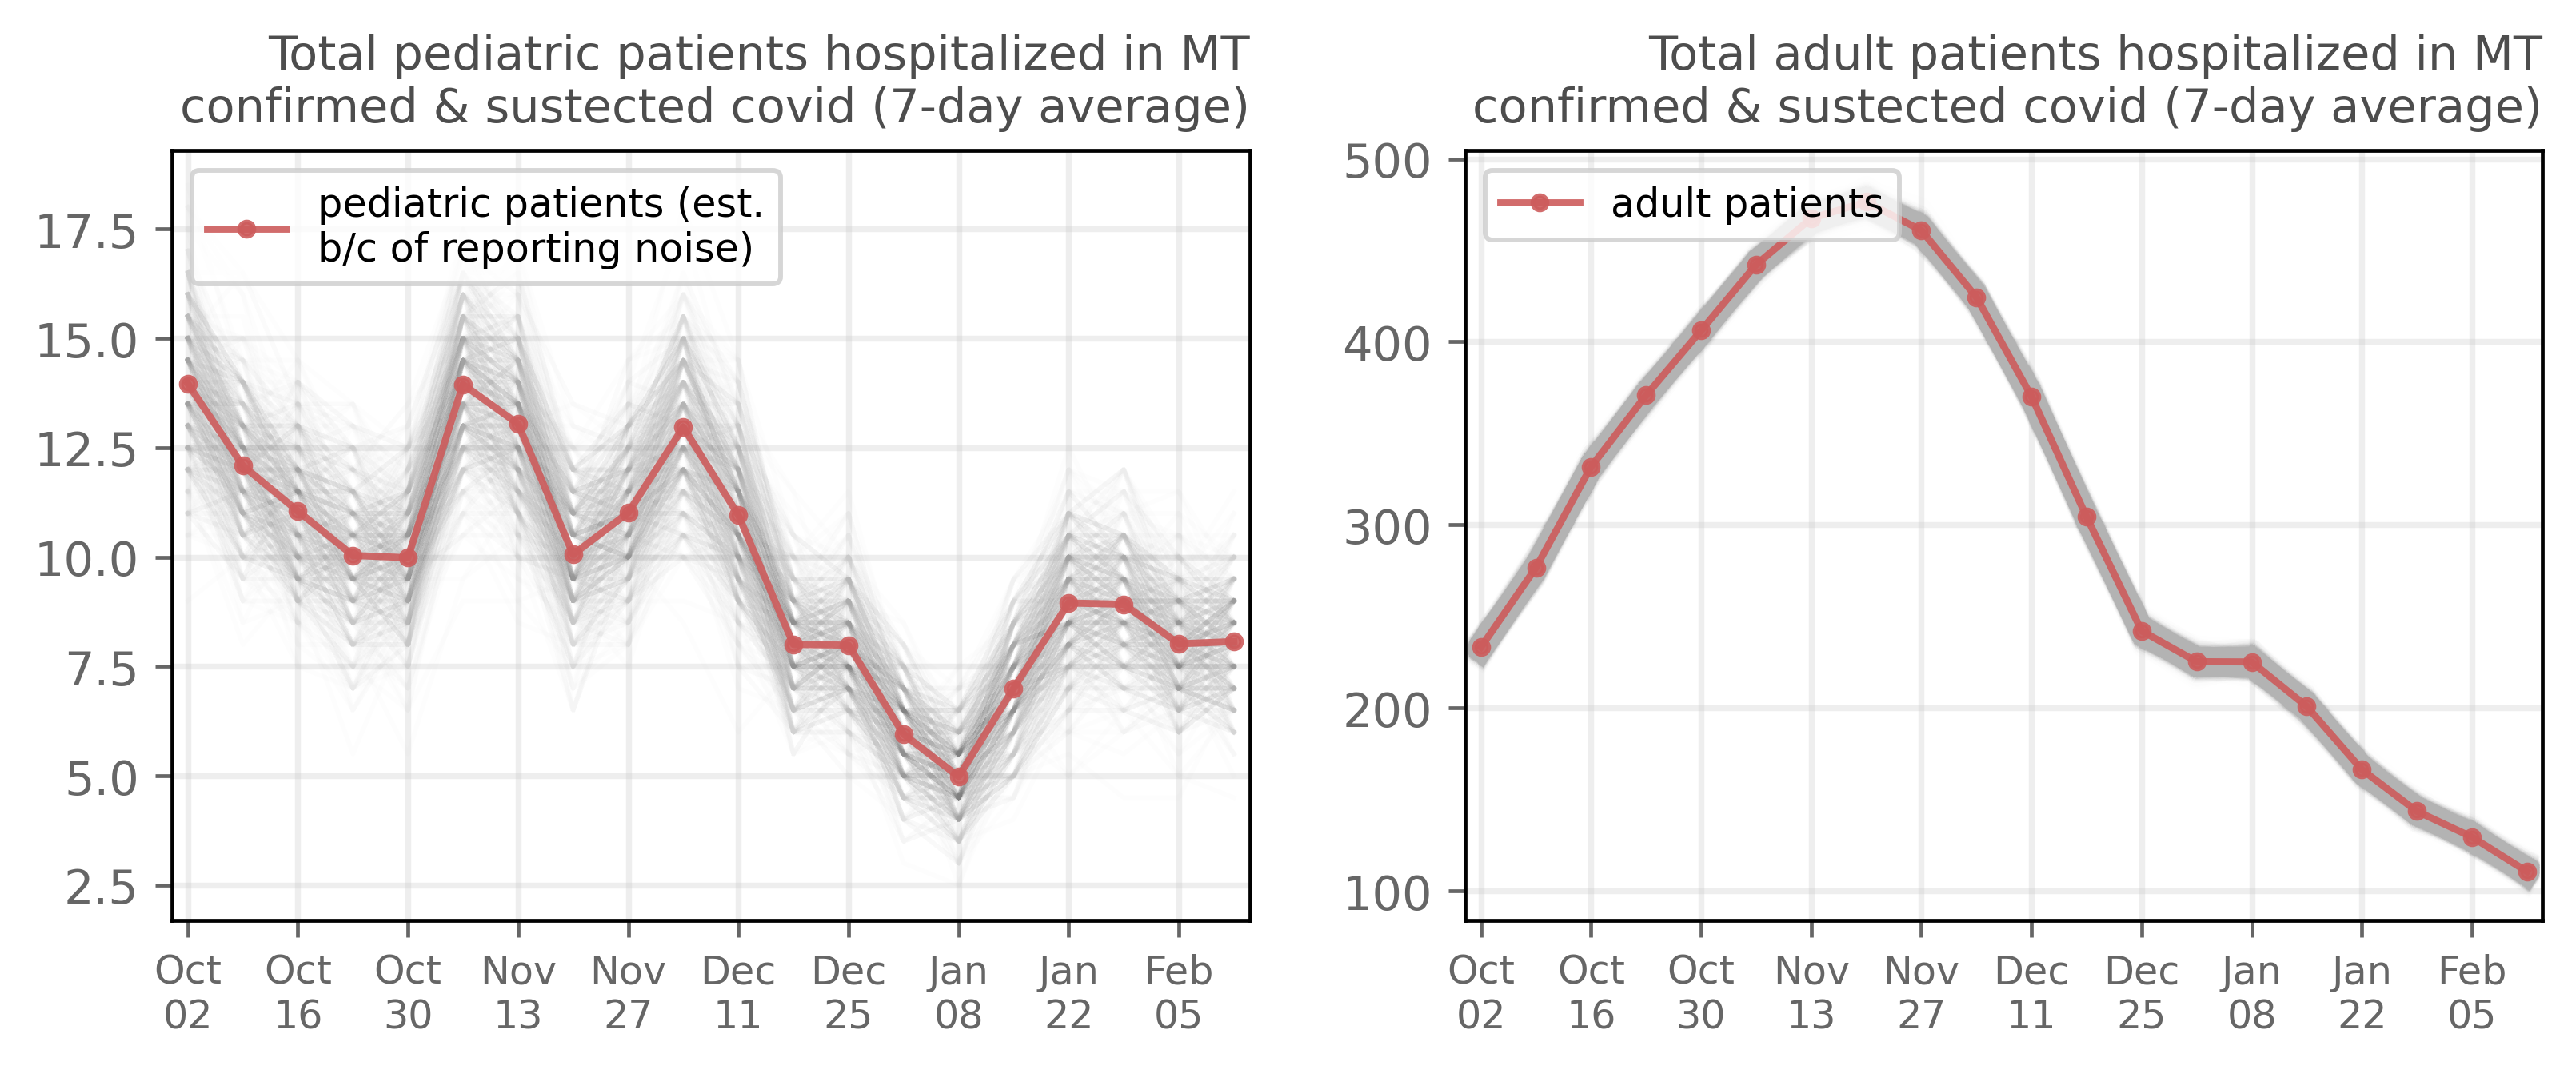 Total pediatric patients hospitalized in MT
confirmed & sustected covid (7-day average)
pediatric patients (est.
b/c of reporting noise)
17.5
15.0
12.5
10.0
7.5
5.0
2.5
Oct Oct Oct Nov Nov Dec Dec Jan Jan Feb
02 16 30 13 27 11 25 08 22 05
Total adult patients hospitalized in MT
confirmed & sustected covid (7-day average)
adult patients
500
400
300
200
100
Oct Oct Oct Nov Nov Dec Dec Jan Jan Feb
02 16 30 13 27 11 25 08 22 05